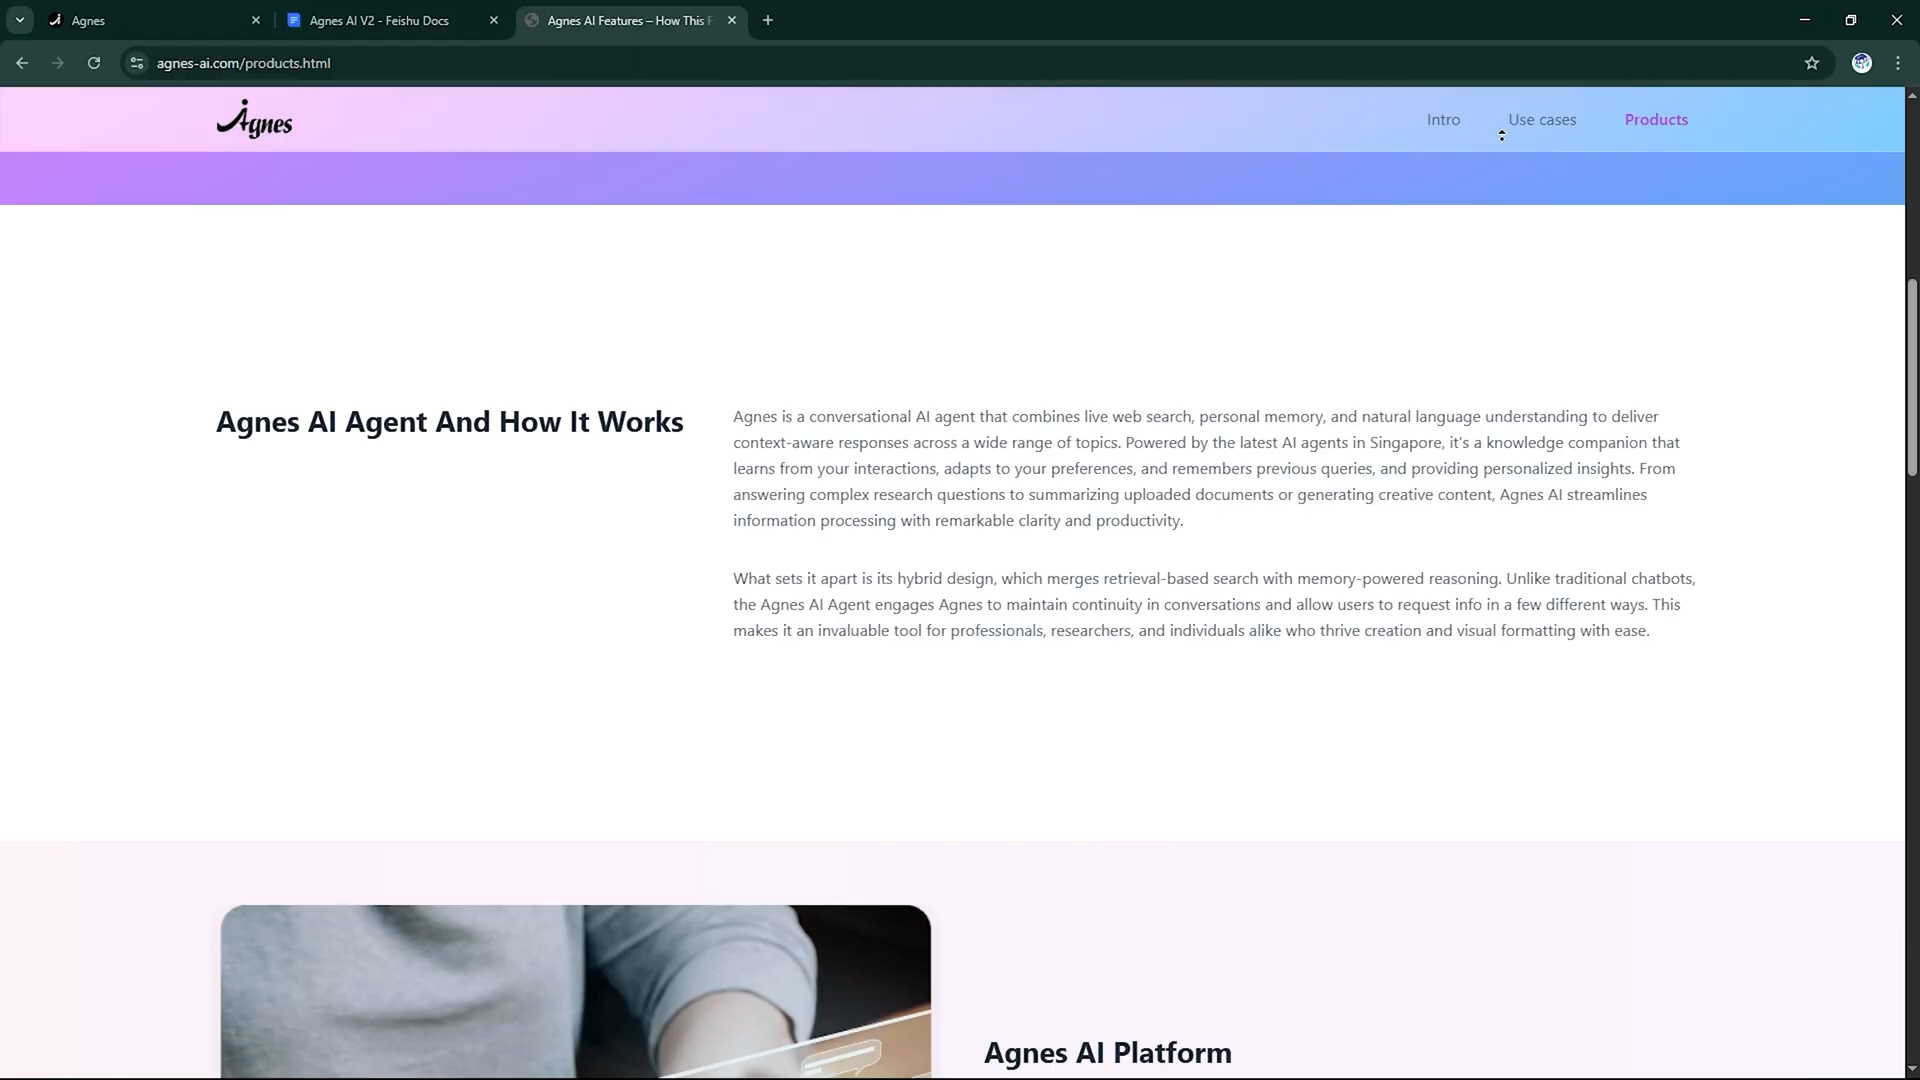 Agnes
Agnes AI V2 - Feishu Docs
Agnes AI Features – How This F
agnes-ai.com/products.html
Agnes
Intro
Use cases
Products
Agnes AI Agent And How It Works
Agnes is a conversational AI agent that combines live web search, personal memory, and natural language understanding to deliver
context-aware responses across a wide range of topics. Powered by the latest AI agents in Singapore, it's a knowledge companion that
learns from your interactions, adapts to your preferences, and remembers previous queries, and providing personalized insights. From
answering complex research questions to summarizing uploaded documents or generating creative content, Agnes AI streamlines
information processing with remarkable clarity and productivity.
What sets it apart is its hybrid design, which merges retrieval-based search with memory-powered reasoning. Unlike traditional chatbots,
the Agnes AI Agent engages Agnes to maintain continuity in conversations and allow users to request info in a few different ways. This
makes it an invaluable tool for professionals, researchers, and individuals alike who thrive creation and visual formatting with ease.
Agnes AI Platform